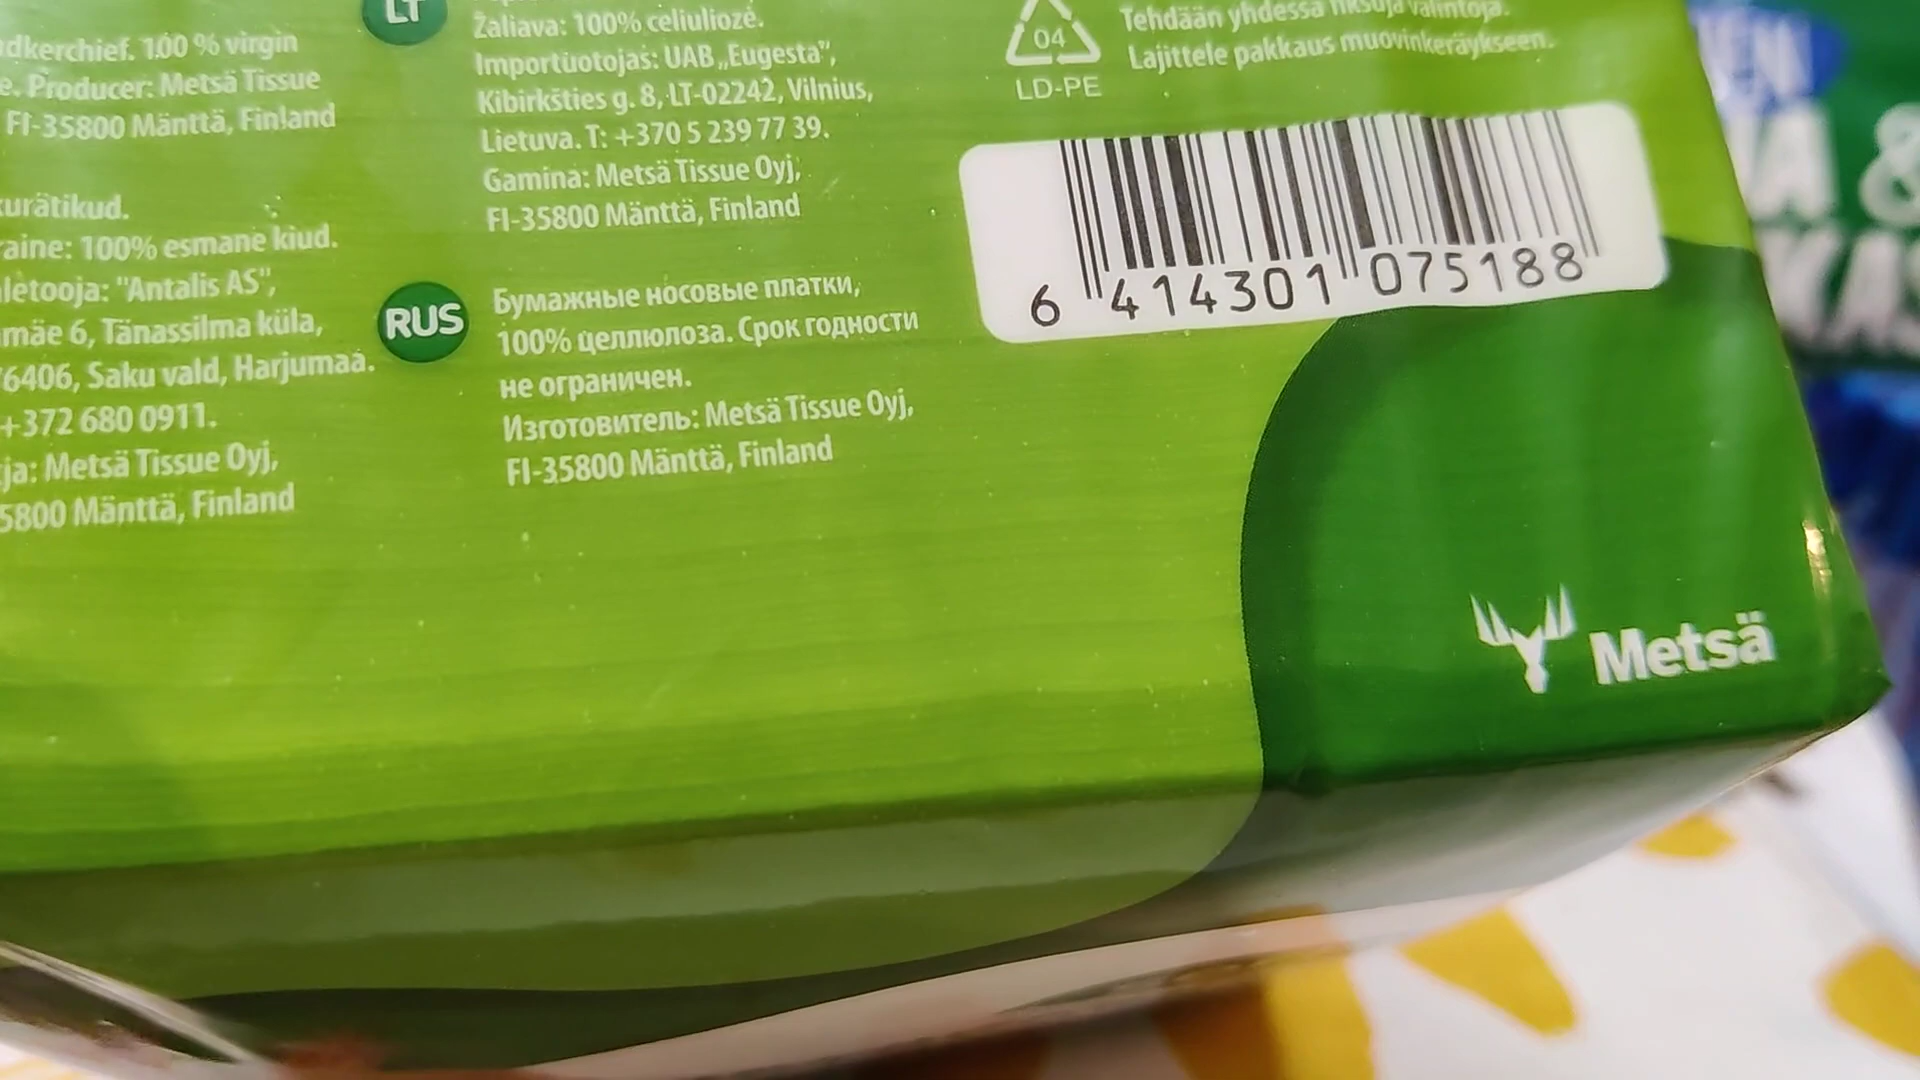 dkerchief. 100 % virgin
e. Producer: Metsä Tissue
FI-35800 Mänttä, Finland
kurätikud.
raine: 100% esmane kiud.
aletooja: "Antalis AS",
mäe 6, Tänassilma küla,
76406, Saku vald, Harjumaa.
+372 680 0911.
ja: Metsä Tissue Oyj,
5800 Mänttä, Finland
LT
Žaliava: 100% celiuliozė.
Importuotojas: UAB „Eugesta",
Kibirkšties g. 8, LT-02242, Vilnius,
Lietuva. T: +370 5 239 77 39.
Gamina: Metsä Tissue Oyj,
FI-35800 Mänttä, Finland
RUS
Бумажные носовые платки,
100% целлюлоза. Срок годности
не ограничен.
Изготовитель: Metsä Tissue Oyj,
FI-35800 Mänttä, Finland
04
LD-PE
Tehdään yhdessä valintoja.
Lajittele pakkaus muovinkeräykseen.
6 414301 075188
Metsä